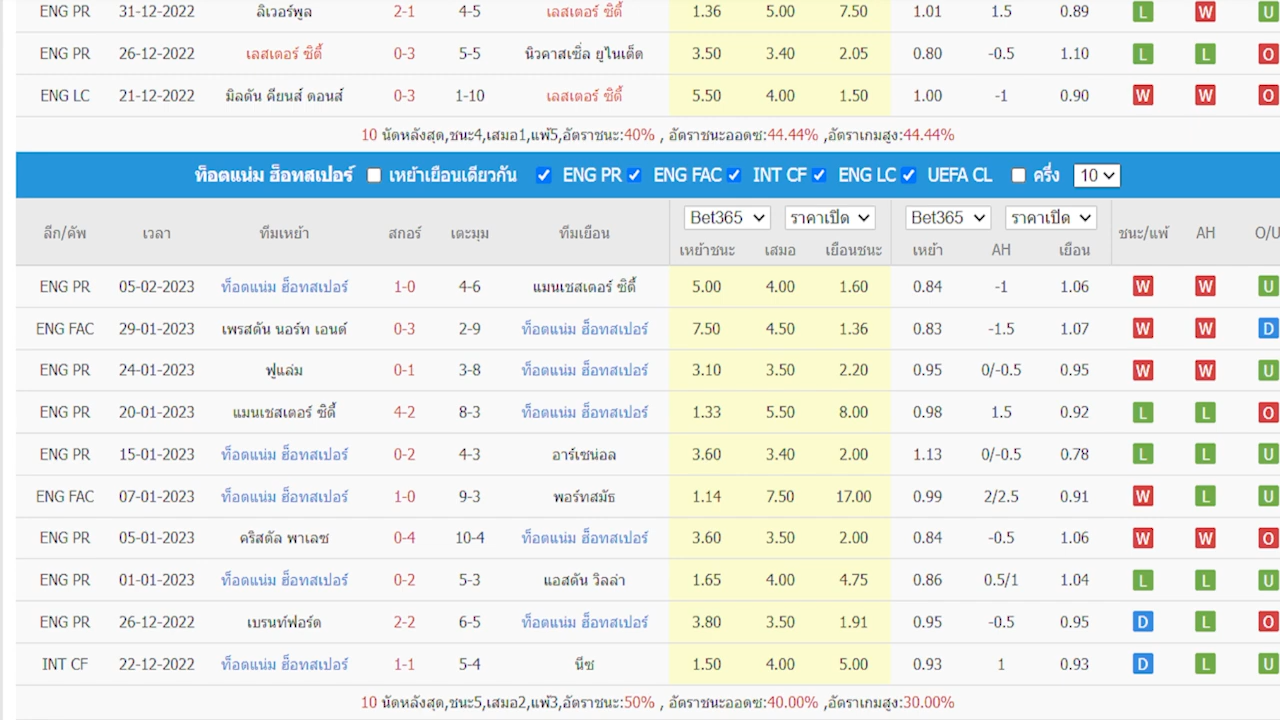 ENG PR 31-12-2022 ลิเวอร์พูล 2-1 4-5 เลสเตอร์ ซิตี้ 1.36 5.00 7.50 1.01 1.5 0.89 L W U
ENG PR 26-12-2022 เลสเตอร์ ซิตี้ 0-3 5-5 นิวคาสเซิ่ล ยูไนเต็ด 3.50 3.40 2.05 0.80 -0.5 1.10 L L O
ENG LC 21-12-2022 มิลตัน คียนส์ ดอนส์ 0-3 1-10 เลสเตอร์ ซิตี้ 5.50 4.00 1.50 1.00 -1 0.90 W W O
10 นัดหลังสุด,ชนะ4,เสมอ1,แพ้5,อัตราชนะ:40% , อัตราชนะออดซ:44.44% ,อัตราเกมสูง:44.44%
ท็อตแน่ม ฮ็อทสเปอร์ เหย้าเยือนเดียวกัน ENG PR ENG FAC INT CF ENG LC UEFA CL ครึ่ง 10
Bet365 ราคาเปิด Bet365 ราคาเปิด
ลีก/คัพ เวลา ทีมเหย้า สกอร์ เตะมุม ทีมเยือน เหย้าชนะ เสมอ เยือนชนะ เหย้า AH เยือน ชนะ/แพ้ AH O/U
ENG PR 05-02-2023 ท็อตแน่ม ฮ็อทสเปอร์ 1-0 4-6 แมนเชสเตอร์ ซิตี้ 5.00 4.00 1.60 0.84 -1 1.06 W W U
ENG FAC 29-01-2023 เพรสตัน นอร์ท เอนด์ 0-3 2-9 ท็อตแน่ม ฮ็อทสเปอร์ 7.50 4.50 1.36 0.83 -1.5 1.07 W W D
ENG PR 24-01-2023 ฟูแล่ม 0-1 3-8 ท็อตแน่ม ฮ็อทสเปอร์ 3.10 3.50 2.20 0.95 0/-0.5 0.95 W W U
ENG PR 20-01-2023 แมนเชสเตอร์ ซิตี้ 4-2 8-3 ท็อตแน่ม ฮ็อทสเปอร์ 1.33 5.50 8.00 0.98 1.5 0.92 L L O
ENG PR 15-01-2023 ท็อตแน่ม ฮ็อทสเปอร์ 0-2 4-3 อาร์เซน่อล 3.60 3.40 2.00 1.13 0/-0.5 0.78 L L U
ENG FAC 07-01-2023 ท็อตแน่ม ฮ็อทสเปอร์ 1-0 9-3 พอร์ทสมัธ 1.14 7.50 17.00 0.99 2/2.5 0.91 W L U
ENG PR 05-01-2023 คริสตัล พาเลซ 0-4 10-4 ท็อตแน่ม ฮ็อทสเปอร์ 3.60 3.50 2.00 0.84 -0.5 1.06 W W O
ENG PR 01-01-2023 ท็อตแน่ม ฮ็อทสเปอร์ 0-2 5-3 แอสตัน วิลล่า 1.65 4.00 4.75 0.86 0.5/1 1.04 L L U
ENG PR 26-12-2022 เบรนท์ฟอร์ด 2-2 6-5 ท็อตแน่ม ฮ็อทสเปอร์ 3.80 3.50 1.91 0.95 -0.5 0.95 D L O
INT CF 22-12-2022 ท็อตแน่ม ฮ็อทสเปอร์ 1-1 5-4 นีซ 1.50 4.00 5.00 0.93 1 0.93 D L U
10 นัดหลังสุด,ชนะ5,เสมอ2,แพ้3,อัตราชนะ:50% , อัตราชนะออดซ:40.00% ,อัตราเกมสูง:30.00%